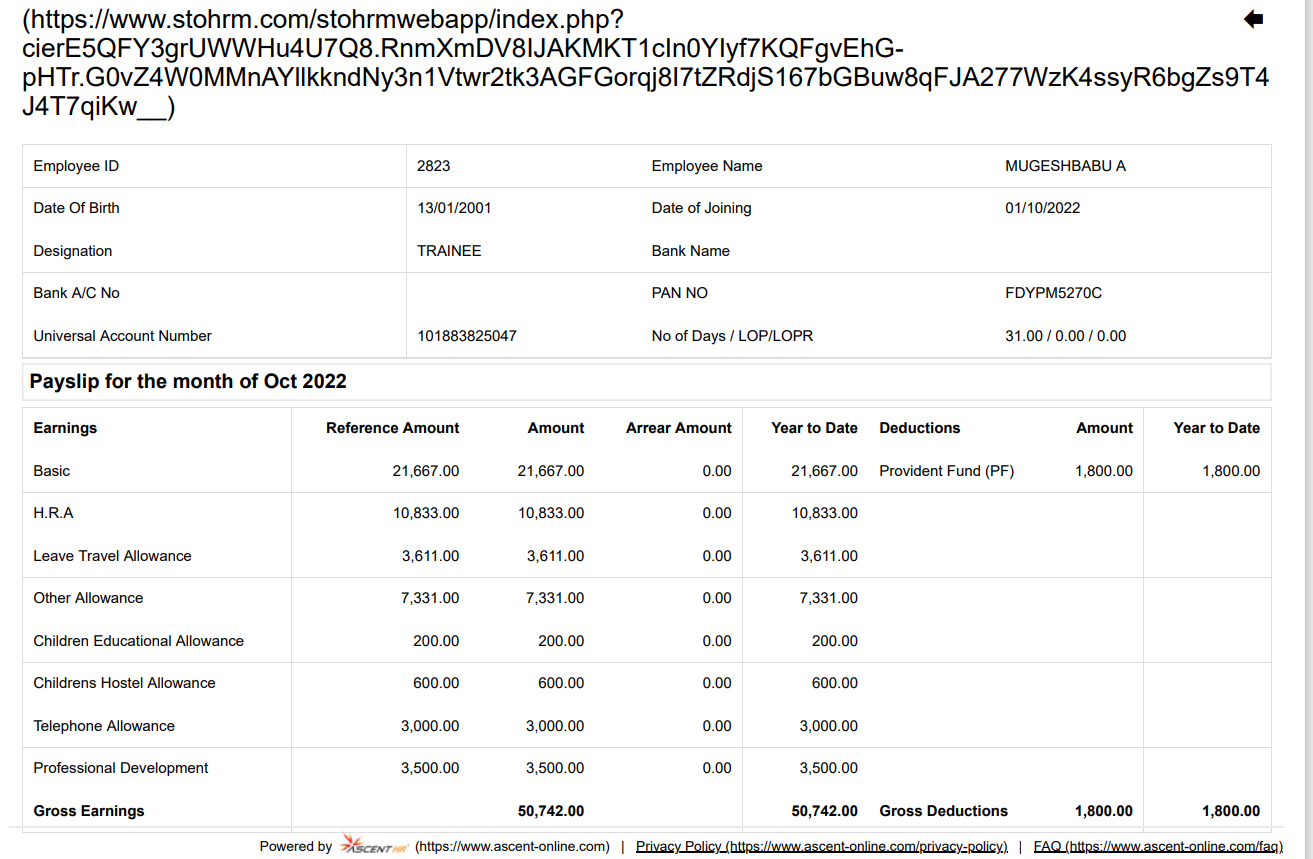 (https://www.stohrm.com/stohrmwebapp/index.php?
cierE5QFY3grUWWHu4U7Q8.RnmXmDV8IJAKMKT1cIn0YIyf7KQFgvEhG-
pHTr.G0vZ4W0MMnAYIlkkndNy3n1Vtwr2tk3AGFGorqj8I7tZRdjS167bGBuw8qFJA277WzK4ssyR6bgZs9T4
J4T7qiKw__)
Employee ID 2823 Employee Name MUGESHBABU A
Date Of Birth 13/01/2001 Date of Joining 01/10/2022
Designation TRAINEE Bank Name
Bank A/C No PAN NO FDYPM5270C
Universal Account Number 101883825047 No of Days / LOP/LOPR 31.00 / 0.00 / 0.00
Payslip for the month of Oct 2022
Earnings Reference Amount Amount Arrear Amount Year to Date Deductions Amount Year to Date
Basic 21,667.00 21,667.00 0.00 21,667.00 Provident Fund (PF) 1,800.00 1,800.00
H.R.A 10,833.00 10,833.00 0.00 10,833.00
Leave Travel Allowance 3,611.00 3,611.00 0.00 3,611.00
Other Allowance 7,331.00 7,331.00 0.00 7,331.00
Children Educational Allowance 200.00 200.00 0.00 200.00
Childrens Hostel Allowance 600.00 600.00 0.00 600.00
Telephone Allowance 3,000.00 3,000.00 0.00 3,000.00
Professional Development 3,500.00 3,500.00 0.00 3,500.00
Gross Earnings 50,742.00 50,742.00 Gross Deductions 1,800.00 1,800.00
Powered by ASCENT HR (https://www.ascent-online.com) | Privacy Policy (https://www.ascent-online.com/privacy-policy) | FAQ (https://www.ascent-online.com/faq)